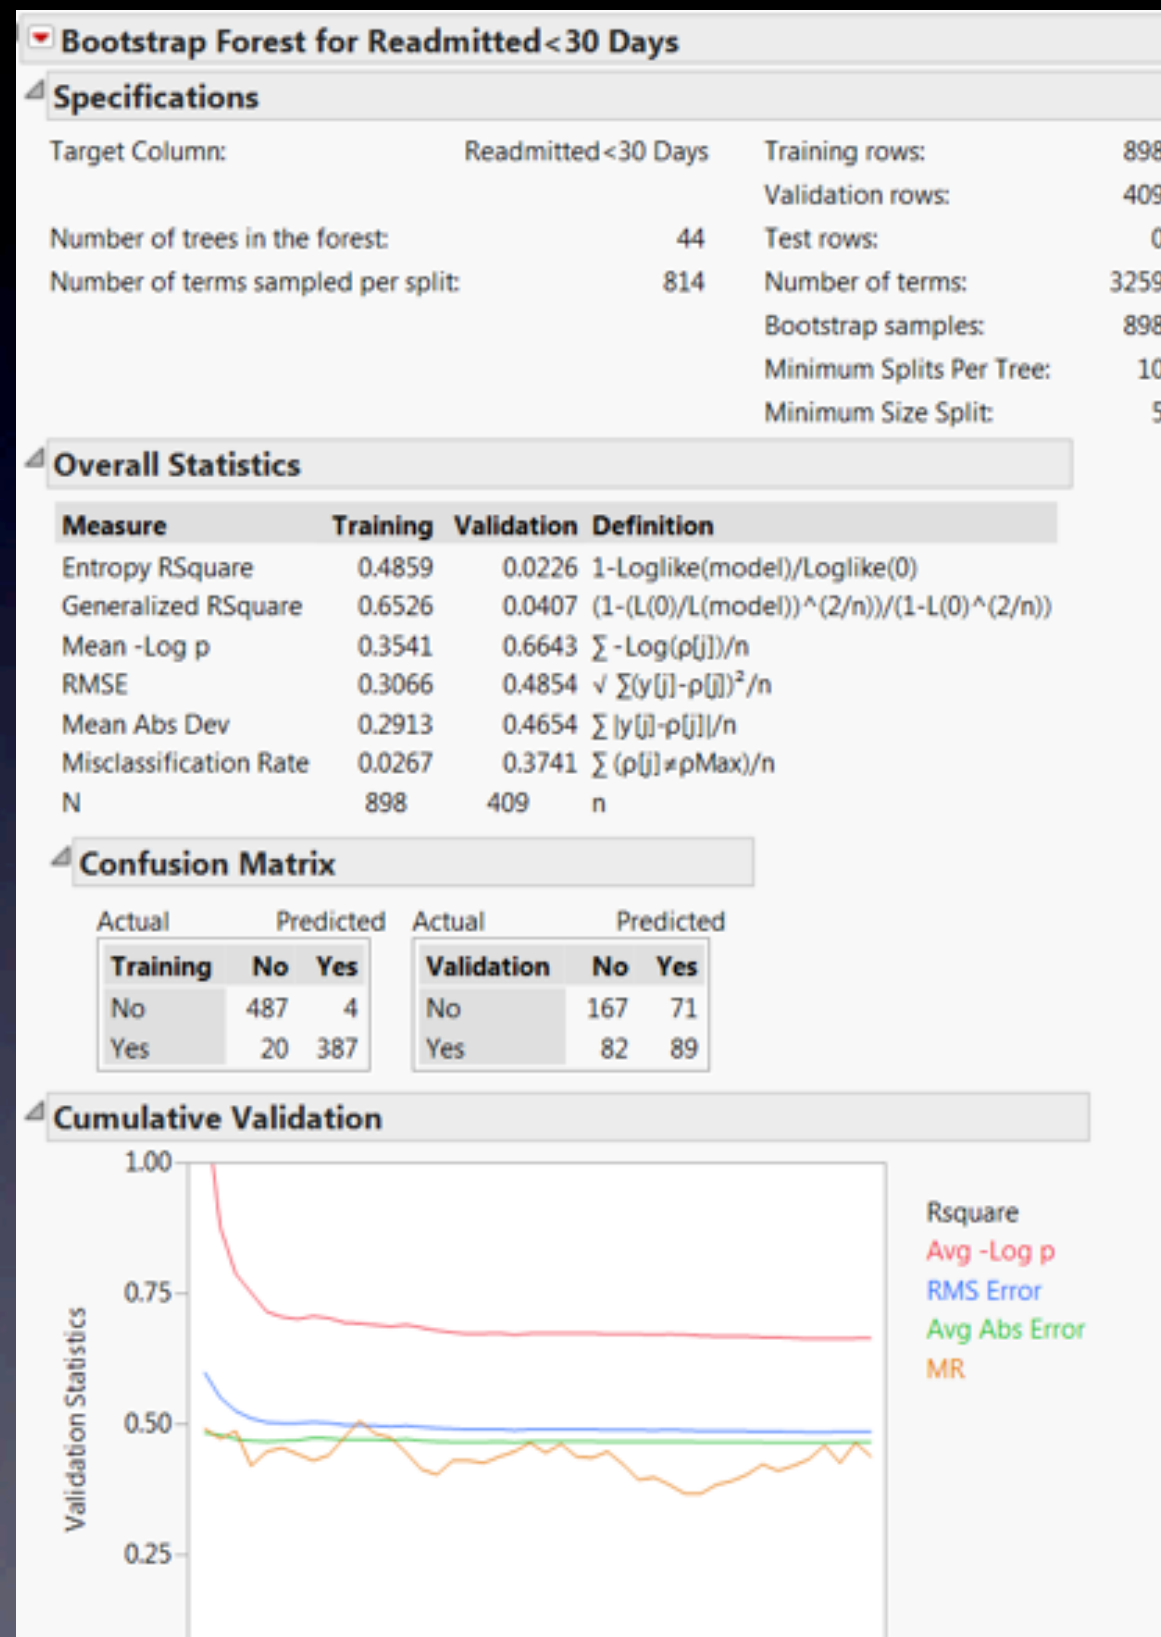 Bootstrap Forest for Readmitted<30 Days
Specifications
Target Column: Readmitted<30 Days Training rows: 898
Validation rows: 409
Number of trees in the forest: 44 Test rows: 0
Number of terms sampled per split: 814 Number of terms: 3259
Bootstrap samples: 898
Minimum Splits Per Tree: 10
Minimum Size Split: 5
Overall Statistics
Measure Training Validation Definition
Entropy RSquare 0.4859 0.0226 1-Loglike(model)/Loglike(0)
Generalized RSquare 0.6526 0.0407 (1-(L(0)/L(model))^(2/n))/(1-L(0)^(2/n))
Mean -Log p 0.3541 0.6643 ∑ -Log(ρ[j])/n
RMSE 0.3066 0.4854 √ ∑(y[j]-ρ[j])²/n
Mean Abs Dev 0.2913 0.4654 ∑ |y[j]-ρ[j]|/n
Misclassification Rate 0.0267 0.3741 ∑ (ρ[j]≠ρMax)/n
N 898 409 n
Confusion Matrix
Actual Predicted Actual Predicted
Training No Yes Validation No Yes
No 487 4 No 167 71
Yes 20 387 Yes 82 89
Cumulative Validation
Validation Statistics
1.00
0.75
0.50
0.25
Rsquare
Avg -Log p
RMS Error
Avg Abs Error
MR